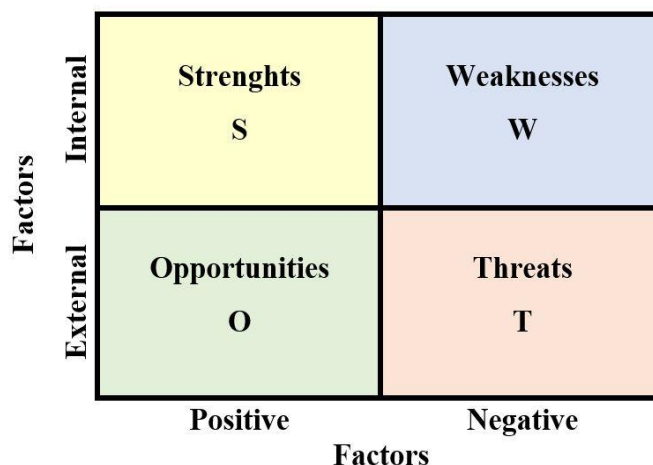 Factors
Internal
External
Strenghts
S
Weaknesses
W
Opportunities
O
Threats
T
Positive
Negative
Factors